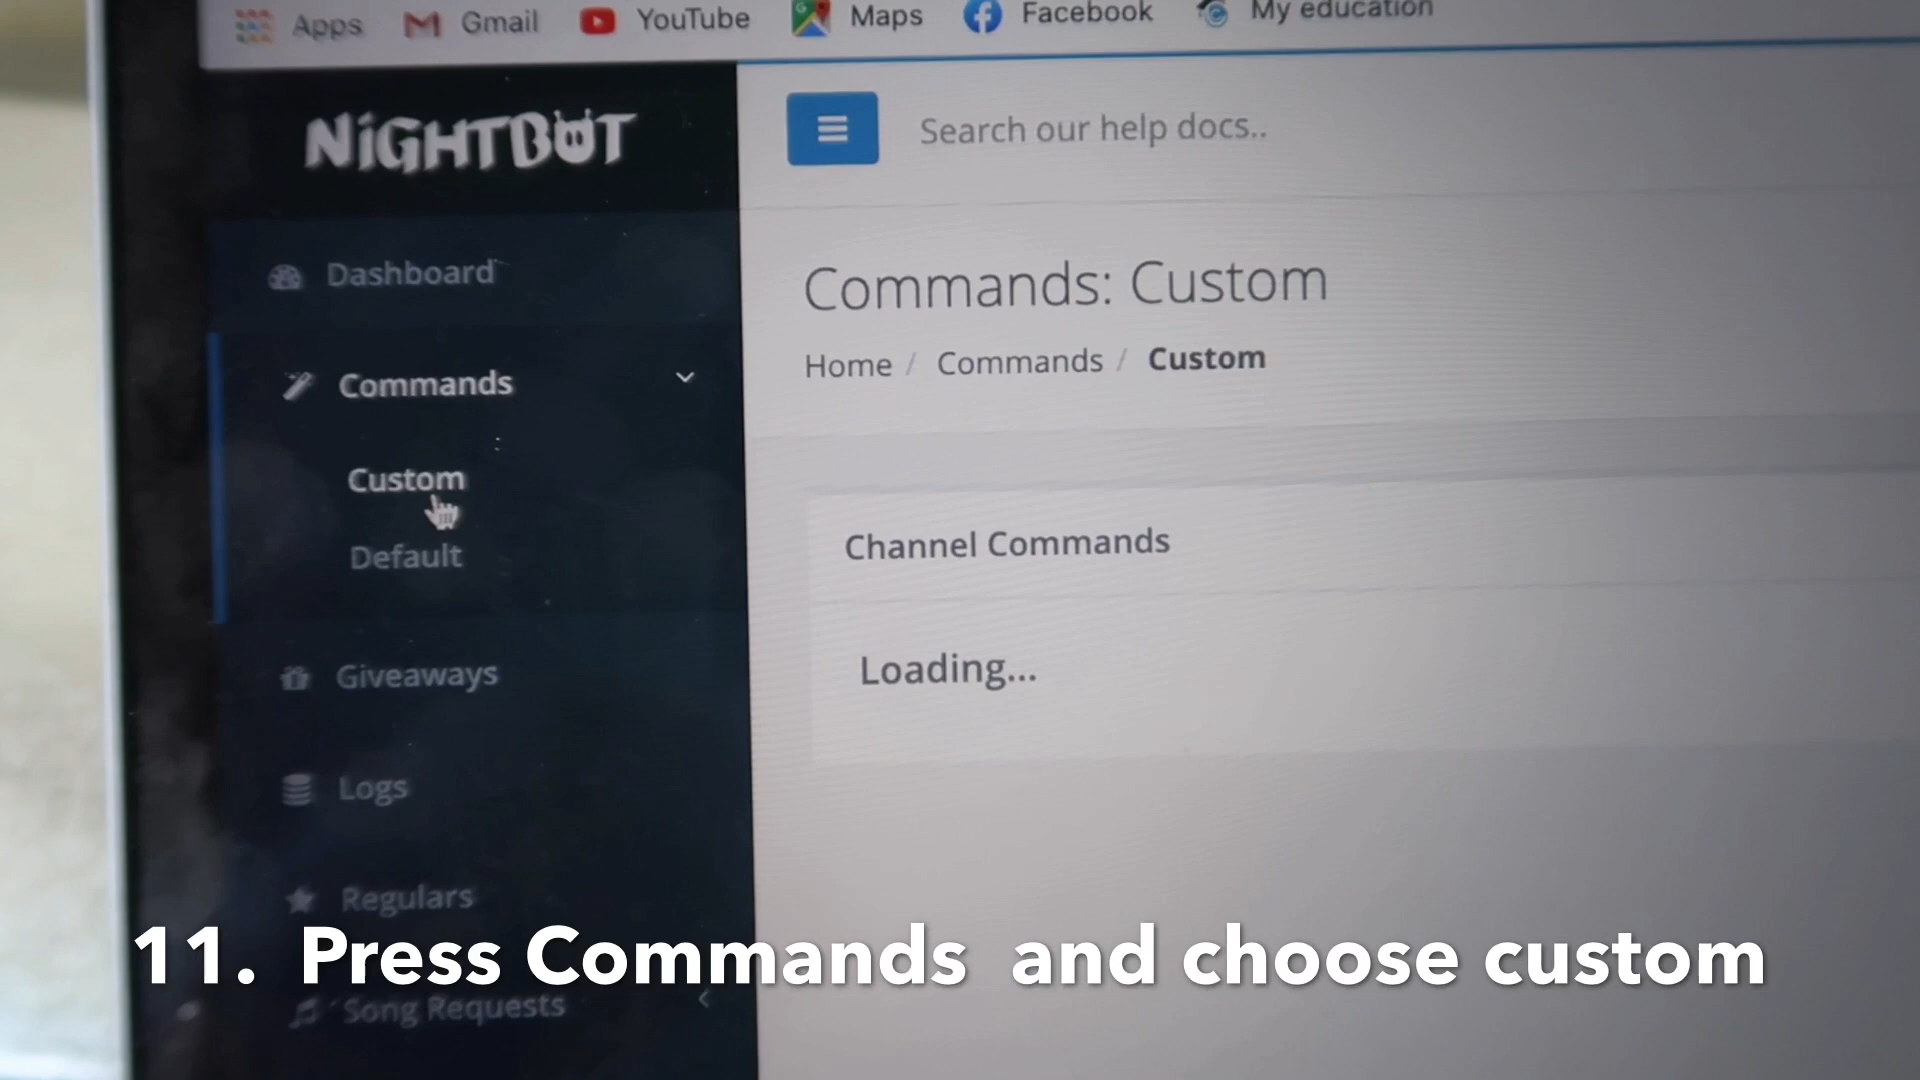 Apps Gmail YouTube Maps Facebook My education
NiGHTBOT
Search our help docs..
Dashboard
Commands: Custom
Home / Commands / Custom
Commands
Custom
Default
Channel Commands
Loading...
Giveaways
Logs
Regulars
11. Press Commands and choose custom
Song Requests